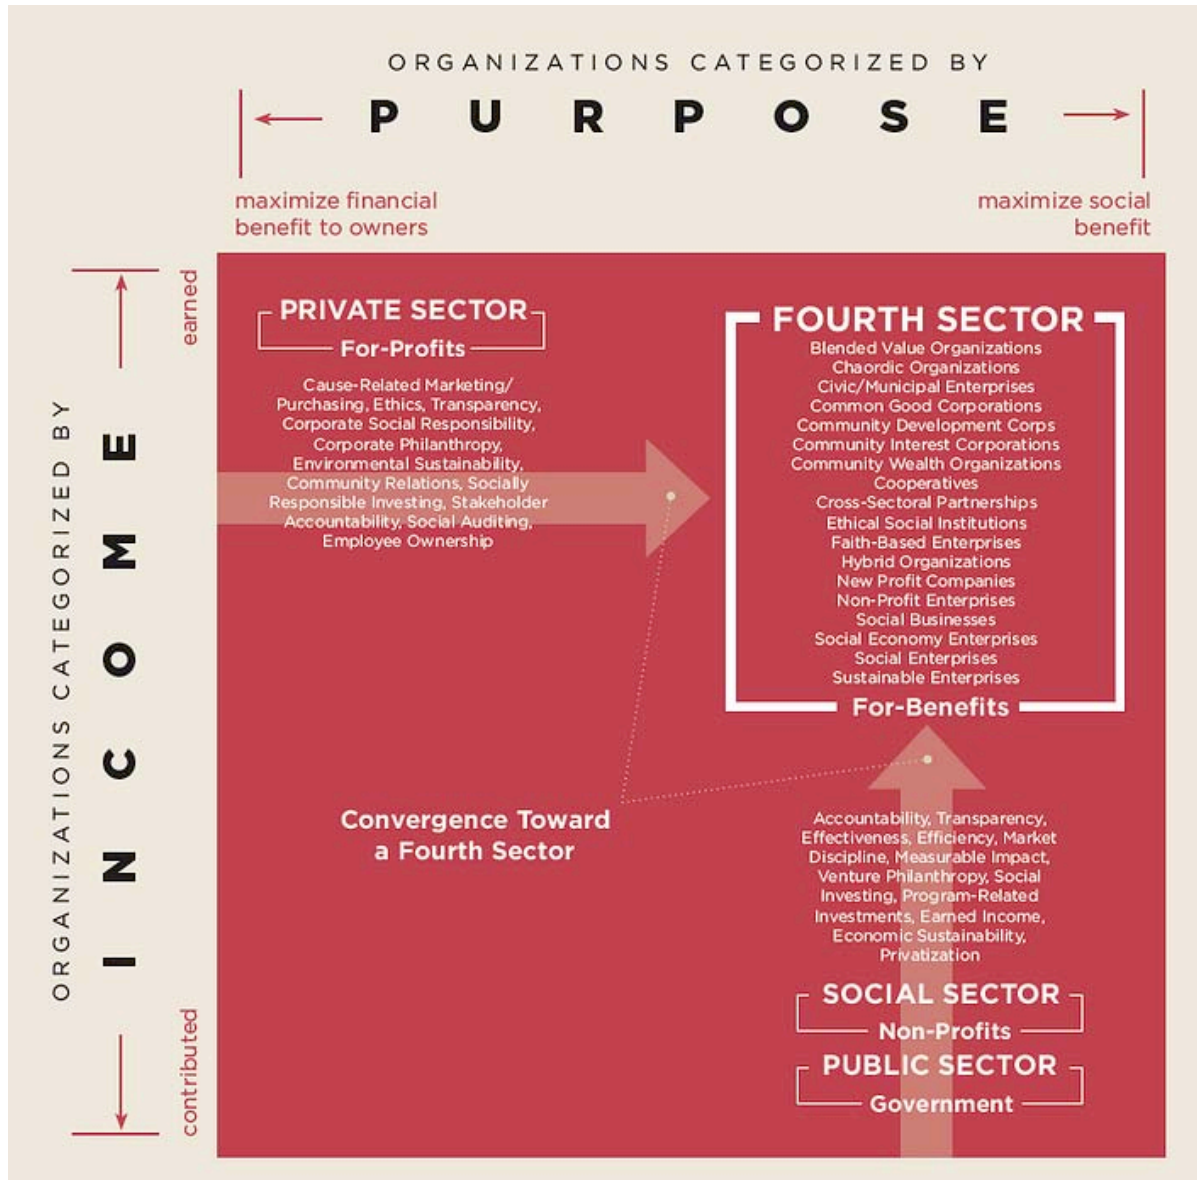 ORGANIZATIONS CATEGORIZED BY
PURPOSE
maximize financial
benefit to owners
maximize social
benefit
ORGANIZATIONS CATEGORIZED BY
INCOME
earned
contributed
PRIVATE SECTOR
For-Profits
Cause-Related Marketing/
Purchasing, Ethics, Transparency,
Corporate Social Responsibility,
Corporate Philanthropy,
Environmental Sustainability,
Community Relations, Socially
Responsible Investing, Stakeholder
Accountability, Social Auditing,
Employee Ownership
FOURTH SECTOR
Blended Value Organizations
Chaordic Organizations
Civic/Municipal Enterprises
Common Good Corporations
Community Development Corps
Community Interest Corporations
Community Wealth Organizations
Cooperatives
Cross-Sectoral Partnerships
Ethical Social Institutions
Faith-Based Enterprises
Hybrid Organizations
New Profit Companies
Non-Profit Enterprises
Social Businesses
Social Economy Enterprises
Social Enterprises
Sustainable Enterprises
For-Benefits
Convergence Toward
a Fourth Sector
Accountability, Transparency,
Effectiveness, Efficiency, Market
Discipline, Measurable Impact,
Venture Philanthropy, Social
Investing, Program-Related
Investments, Earned Income,
Economic Sustainability,
Privatization
SOCIAL SECTOR
Non-Profits
PUBLIC SECTOR
Government